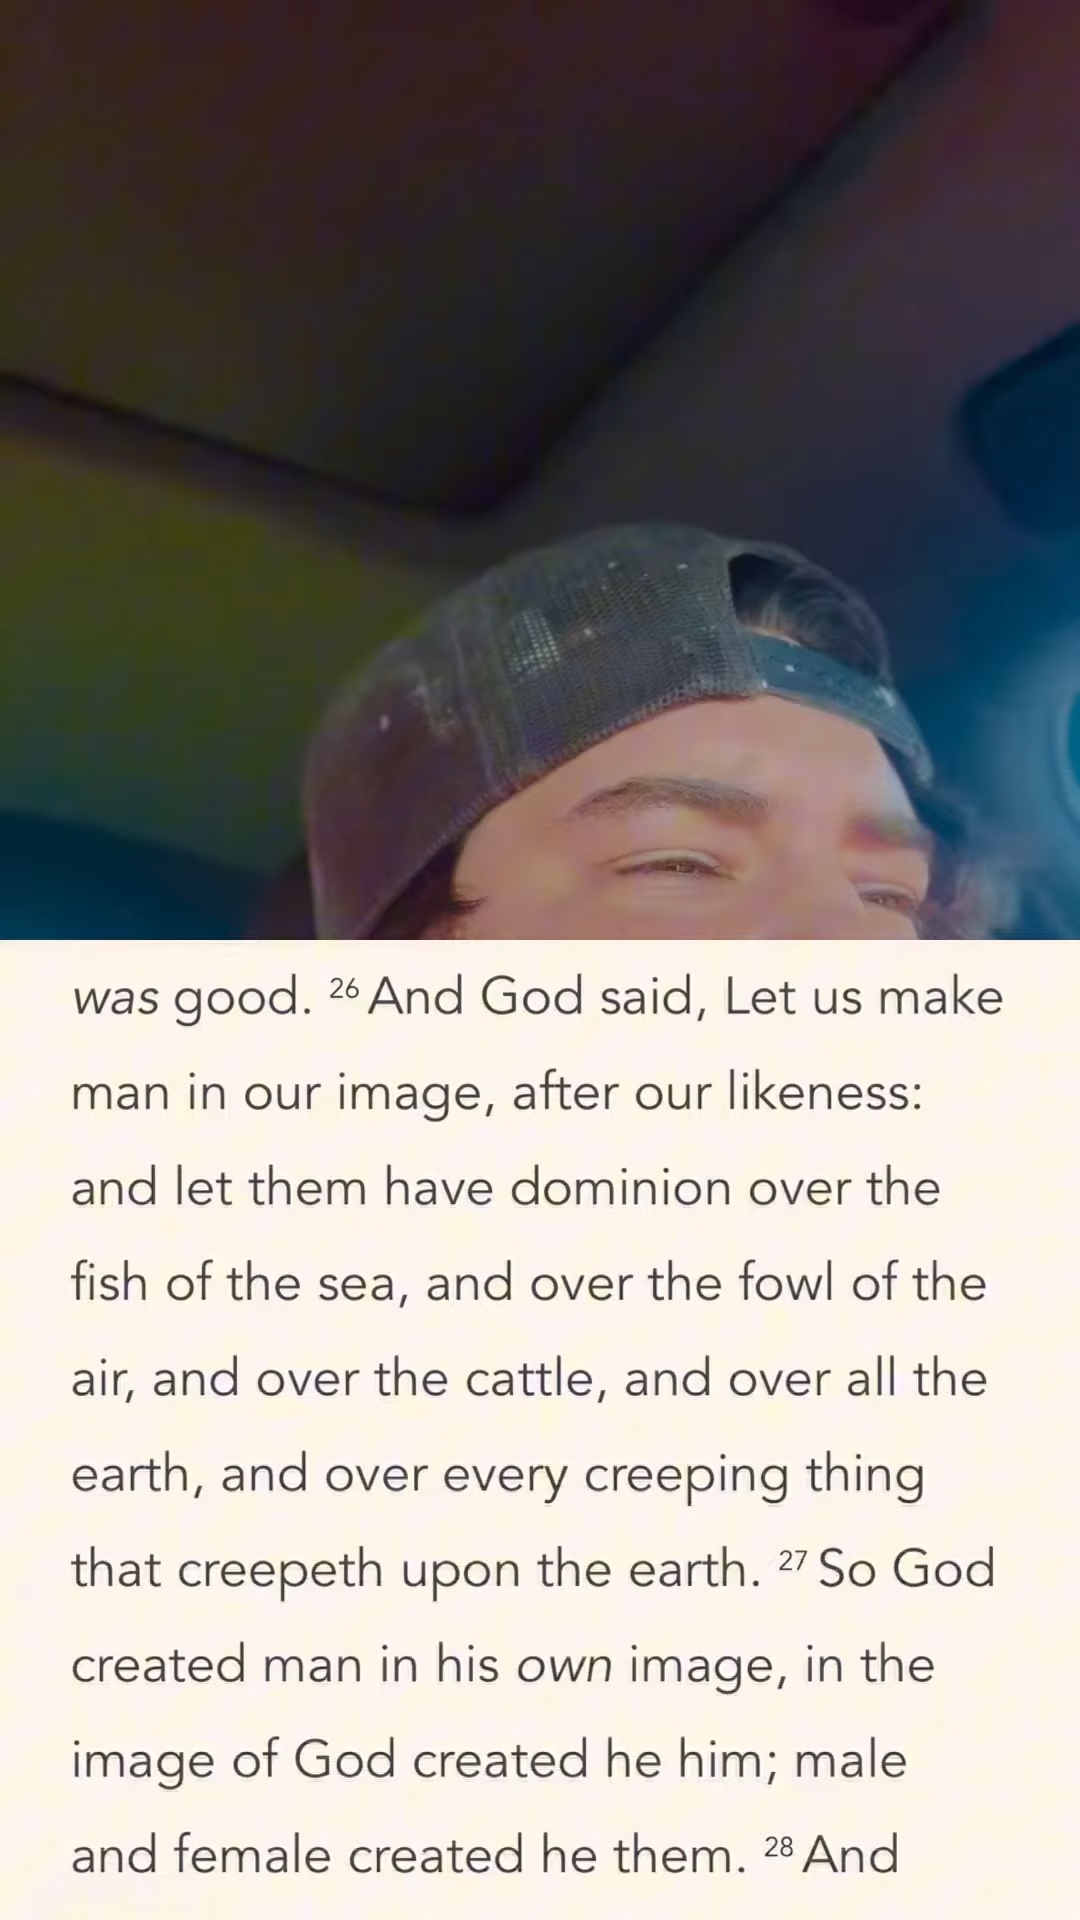 was good. 26 And God said, Let us make
man in our image, after our likeness:
and let them have dominion over the
fish of the sea, and over the fowl of the
air, and over the cattle, and over all the
earth, and over every creeping thing
that creepeth upon the earth. 27 So God
created man in his own image, in the
image of God created he him; male
and female created he them. 28 And